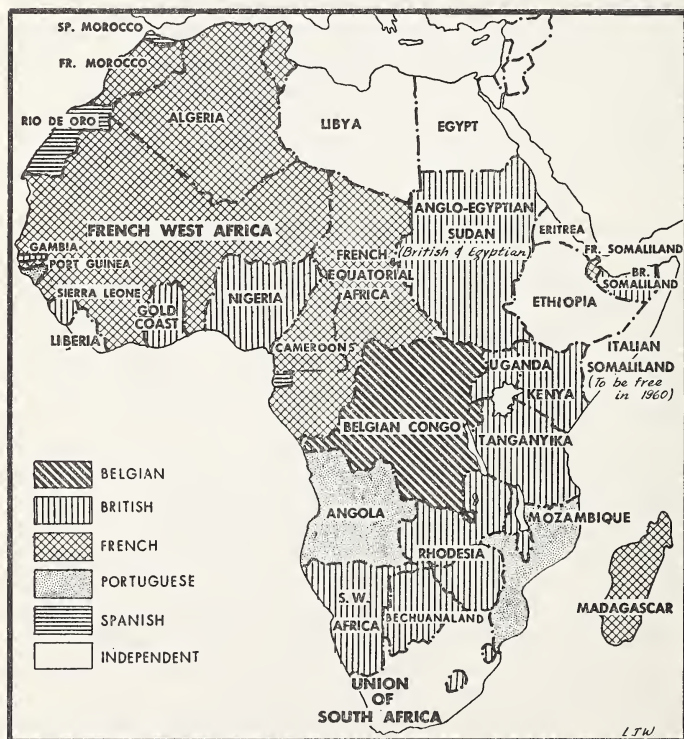 SP. MOROCCO
FR. MOROCCO
RIO DE ORO
ALGERIA
LIBYA
EGYPT
FRENCH WEST AFRICA
ANGLO-EGYPTIAN
SUDAN
(British & Egyptian)
ERITREA
FR. SOMALILAND
GAMBIA
PORT GUINEA
FRENCH
EQUATORIAL
AFRICA
BR.
SOMALILAND
SIERRA LEONE
GOLD
COAST
NIGERIA
ETHIOPIA
LIBERIA
CAMEROONS
ITALIAN
SOMALILAND
(To be free
in 1960)
UGANDA
KENYA
BELGIAN CONGO
TANGANYIKA
ANGOLA
MOZAMBIQUE
RHODESIA
S. W.
AFRICA
BECHUANALAND
MADAGASCAR
UNION
OF
SOUTH AFRICA
BELGIAN
BRITISH
FRENCH
PORTUGUESE
SPANISH
INDEPENDENT
LJW